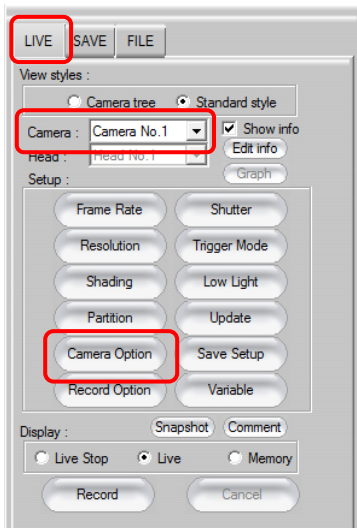 LIVE SAVE FILE
View styles :
Camera tree Standard style
Camera : Camera No.1 Show info
Head : Head No.1 Edit info
Setup : Graph
Frame Rate Shutter
Resolution Trigger Mode
Shading Low Light
Partition Update
Camera Option Save Setup
Record Option Variable
Display : Snapshot Comment
Live Stop Live Memory
Record Cancel